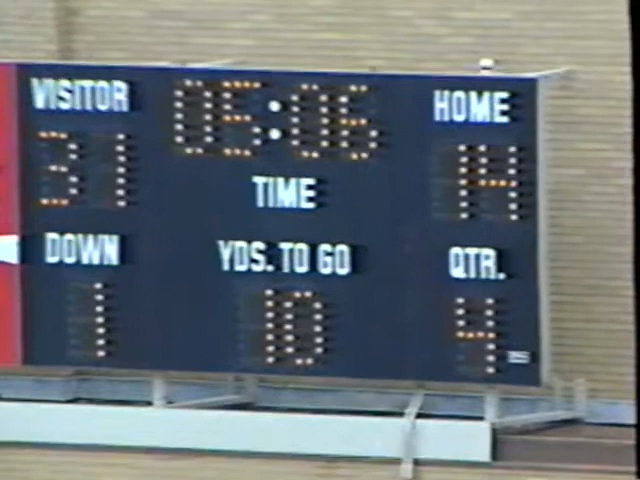 VISITOR 05:06 HOME
31 14
TIME
DOWN YDS. TO GO QTR.
1 10 4